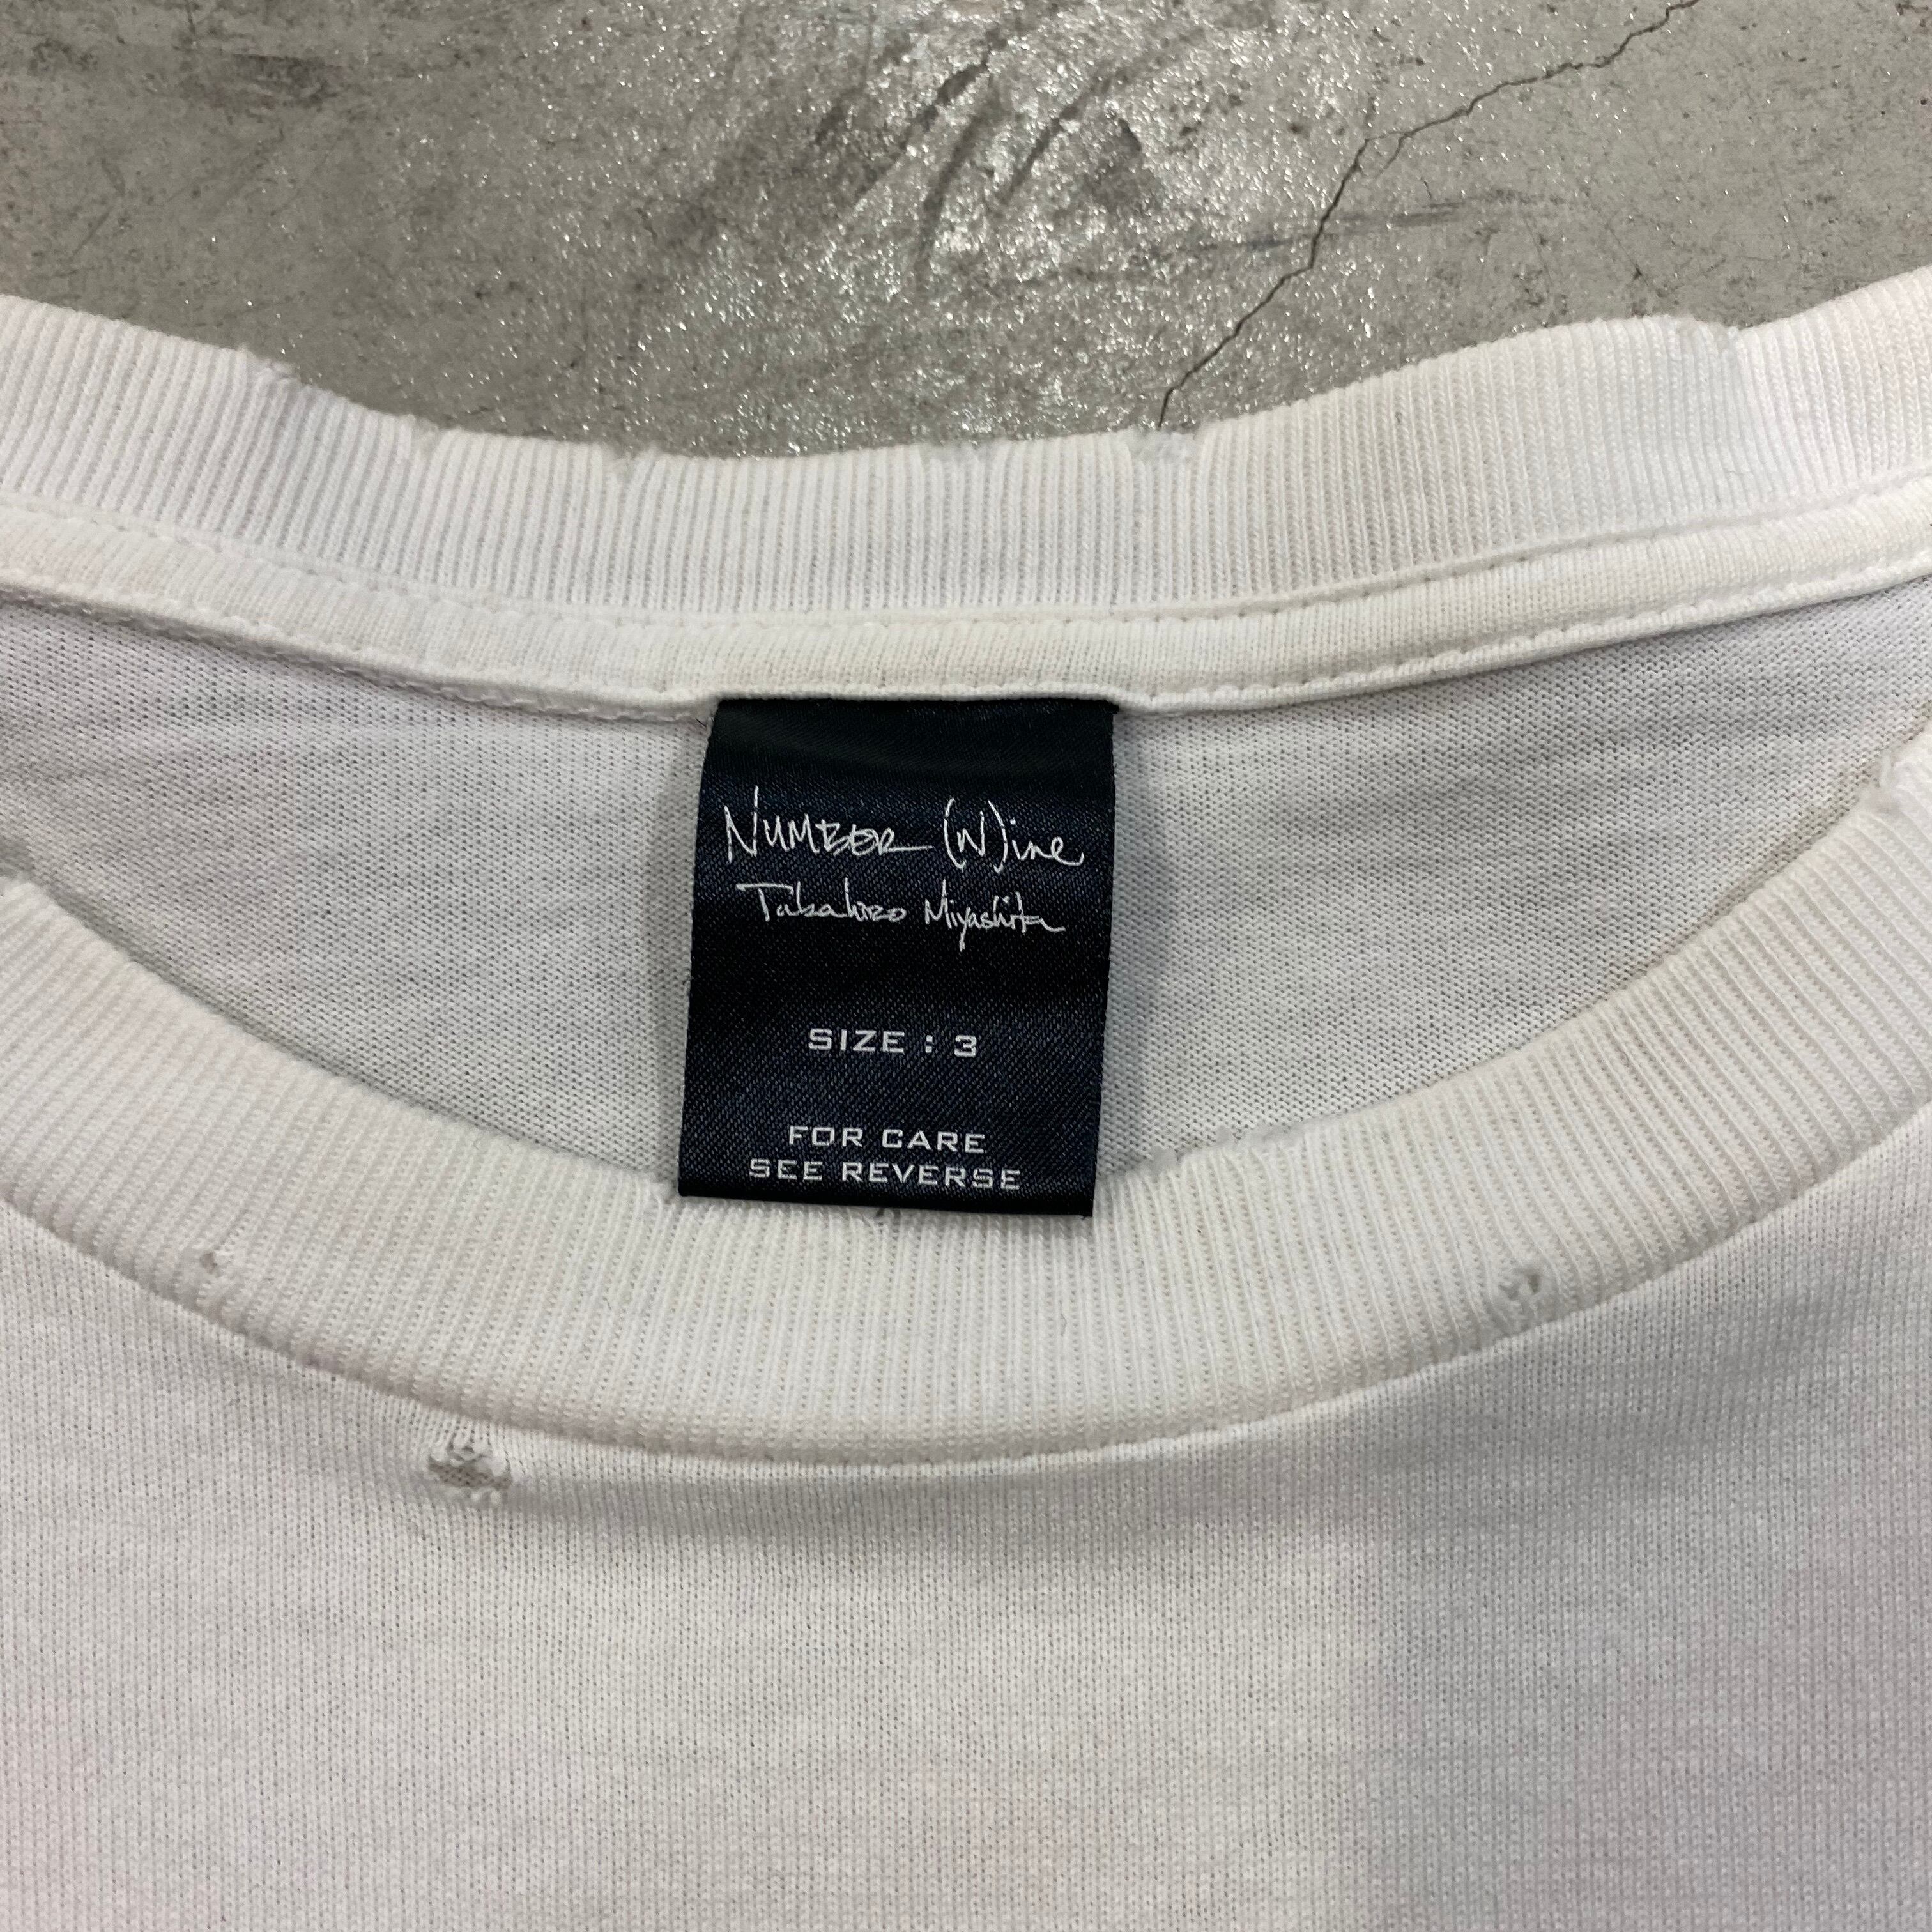 NUMBER (N)ine
Takahiro Miyashita
SIZE : 3
FOR CARE
SEE REVERSE